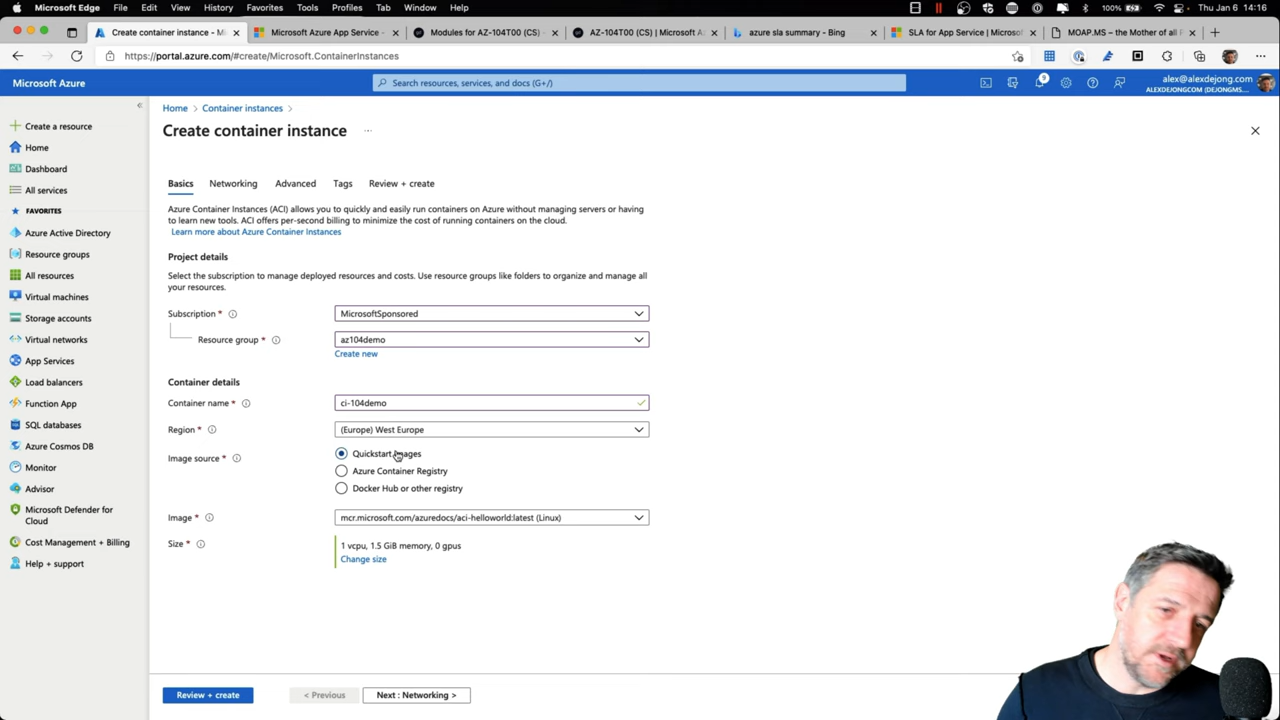 Microsoft Edge File Edit View History Favorites Tools Profiles Tab Window Help 100% Mon Dec 6 14:16
Create container instance - Mi Microsoft Azure App Service - Modules for AZ-104T00 (CS) | AZ-104T00 (CS) | Microsoft A azure sla summary - Bing SLA for App Service | Microsof MOAP.MS – the Mother of all P
https://portal.azure.com/#create/Microsoft.ContainerInstances
Microsoft Azure
Search resources, services, and docs (G+/)
9
alex@alexdejong.com
ALEXDEJONGCOM (DEJONGMS....
Create a resource
Home
Dashboard
All services
FAVORITES
Azure Active Directory
Resource groups
All resources
Virtual machines
Storage accounts
Virtual networks
App Services
Load balancers
Function App
SQL databases
Azure Cosmos DB
Monitor
Advisor
Microsoft Defender for
Cloud
Cost Management + Billing
Help + support
Home > Container instances >
Create container instance ...
Basics Networking Advanced Tags Review + create
Azure Container Instances (ACI) allows you to quickly and easily run containers on Azure without managing servers or having
to learn new tools. ACI offers per-second billing to minimize the cost of running containers on the cloud.
Learn more about Azure Container Instances
Project details
Select the subscription to manage deployed resources and costs. Use resource groups like folders to organize and manage all
your resources.
Subscription * MicrosoftSponsored
Resource group * az104demo
Create new
Container details
Container name * ci-104demo
Region * (Europe) West Europe
Image source * Quickstart images
Azure Container Registry
Docker Hub or other registry
Image * mcr.microsoft.com/azuredocs/aci-helloworld:latest (Linux)
Size * 1 vcpu, 1.5 GiB memory, 0 gpus
Change size
Review + create < Previous Next : Networking >